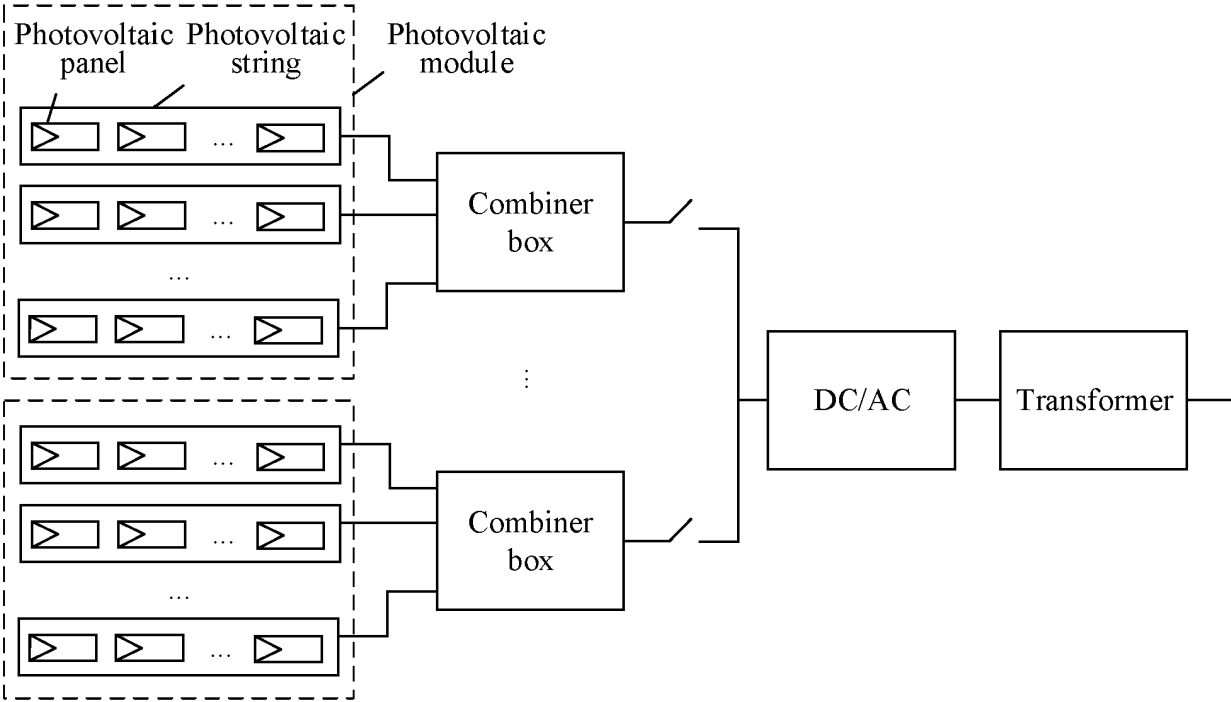 Photovoltaic
panel
Photovoltaic
string
Photovoltaic
module
...
...
...
...
Combiner
box
...
DC/AC
Transformer
...
...
...
...
Combiner
box